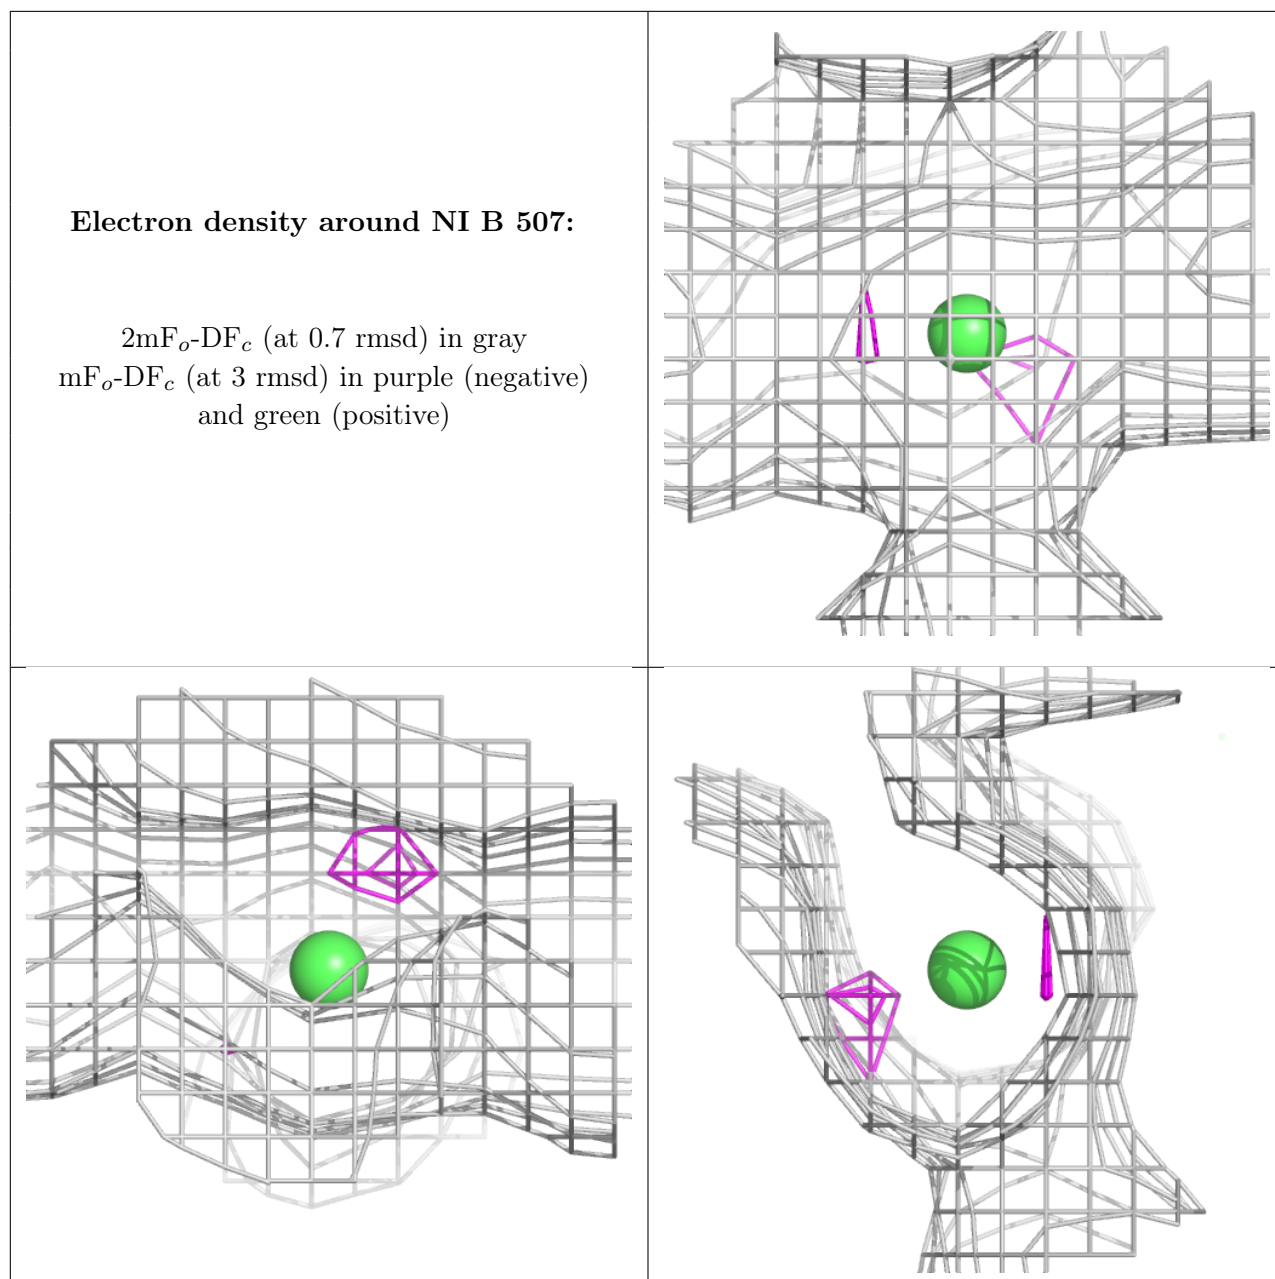 Electron density around NI B 507:
2mFo-DFc (at 0.7 rmsd) in gray
mFo-DFc (at 3 rmsd) in purple (negative)
and green (positive)